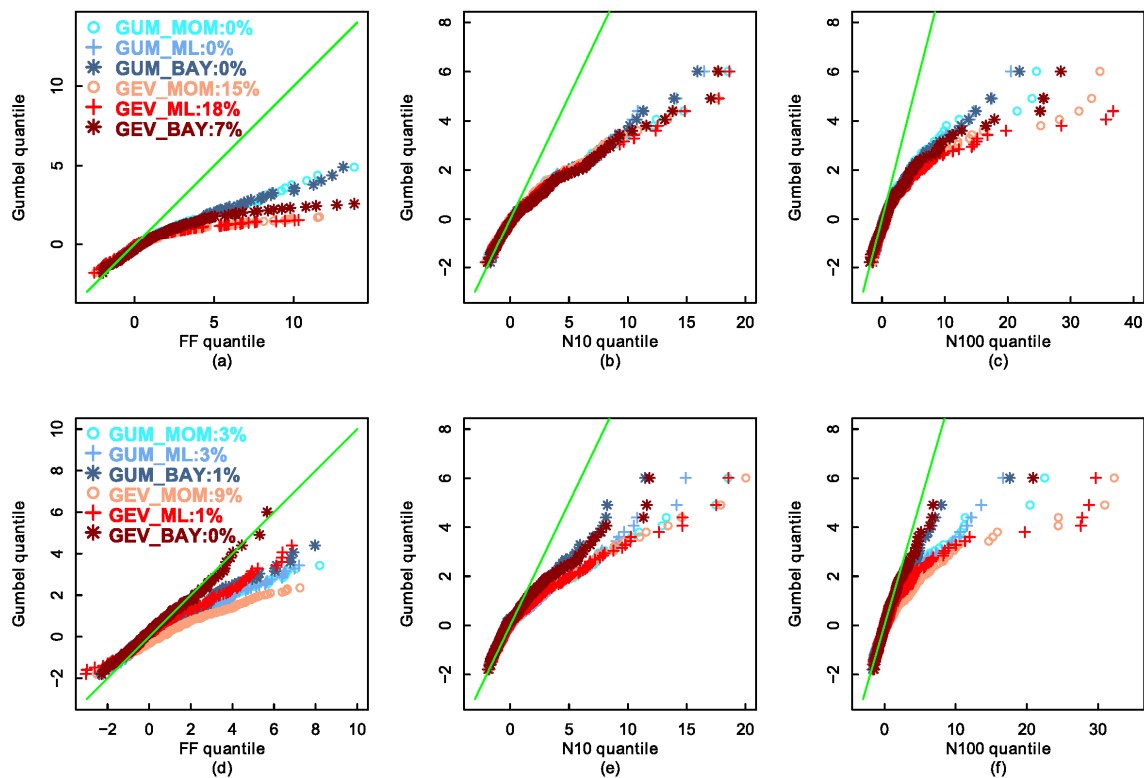 GUM_MOM:0%
GUM_ML:0%
GUM_BAY:0%
GEV_MOM:15%
GEV_ML:18%
GEV_BAY:7%
Gumbel quantile
0 5 10
0 5 10
FF quantile
(a)
Gumbel quantile
−2 0 2 4 6 8
0 5 10 15 20
N10 quantile
(b)
Gumbel quantile
−2 0 2 4 6 8
0 10 20 30 40
N100 quantile
(c)
GUM_MOM:3%
GUM_ML:3%
GUM_BAY:1%
GEV_MOM:9%
GEV_ML:1%
GEV_BAY:0%
Gumbel quantile
−2 0 2 4 6 8 10
−2 0 2 4 6 8 10
FF quantile
(d)
Gumbel quantile
−2 0 2 4 6 8
0 5 10 15 20
N10 quantile
(e)
Gumbel quantile
−2 0 2 4 6 8
0 10 20 30
N100 quantile
(f)